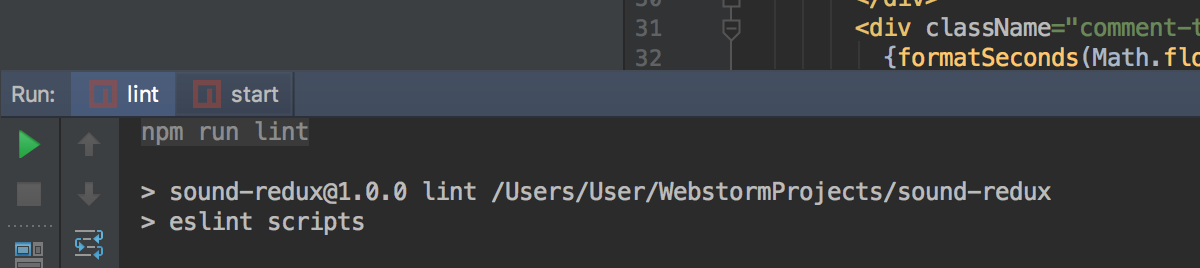 </div>
31 <div className="comment-t
32 {formatSeconds(Math.flo
Run: lint start
npm run lint
> sound-redux@1.0.0 lint /Users/User/WebstormProjects/sound-redux
> eslint scripts